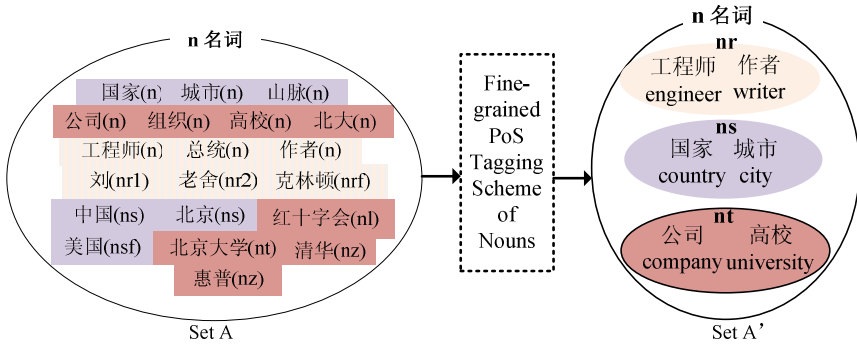 n 名词
国家(n) 城市(n) 山脉(n)
公司(n) 组织(n) 高校(n) 北大(n)
工程师(n) 总统(n) 作者(n)
刘(nr1) 老舍(nr2) 克林顿(nrf)
中国(ns) 北京(ns) 红十字会(nl)
美国(nsf) 北京大学(nt) 清华(nz)
惠普(nz)
Set A
Fine-
grained
PoS
Tagging
Scheme
of
Nouns
n 名词
nr
工程师 作者
engineer writer
ns
国家 城市
country city
nt
公司 高校
company university
Set A’